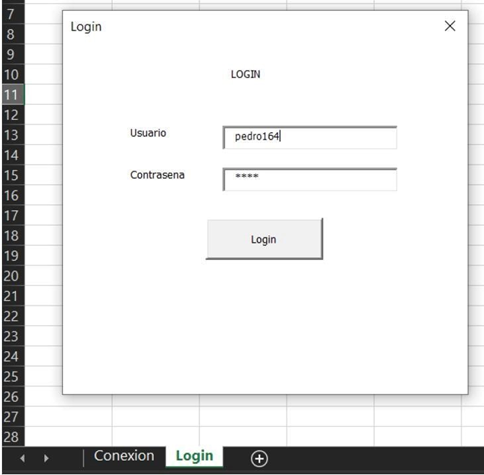 Login
LOGIN
Usuario
pedro164
Contrasena
****
Login
7
8
9
10
11
12
13
14
15
16
17
18
19
20
21
22
23
24
25
26
27
28
Conexion
Login